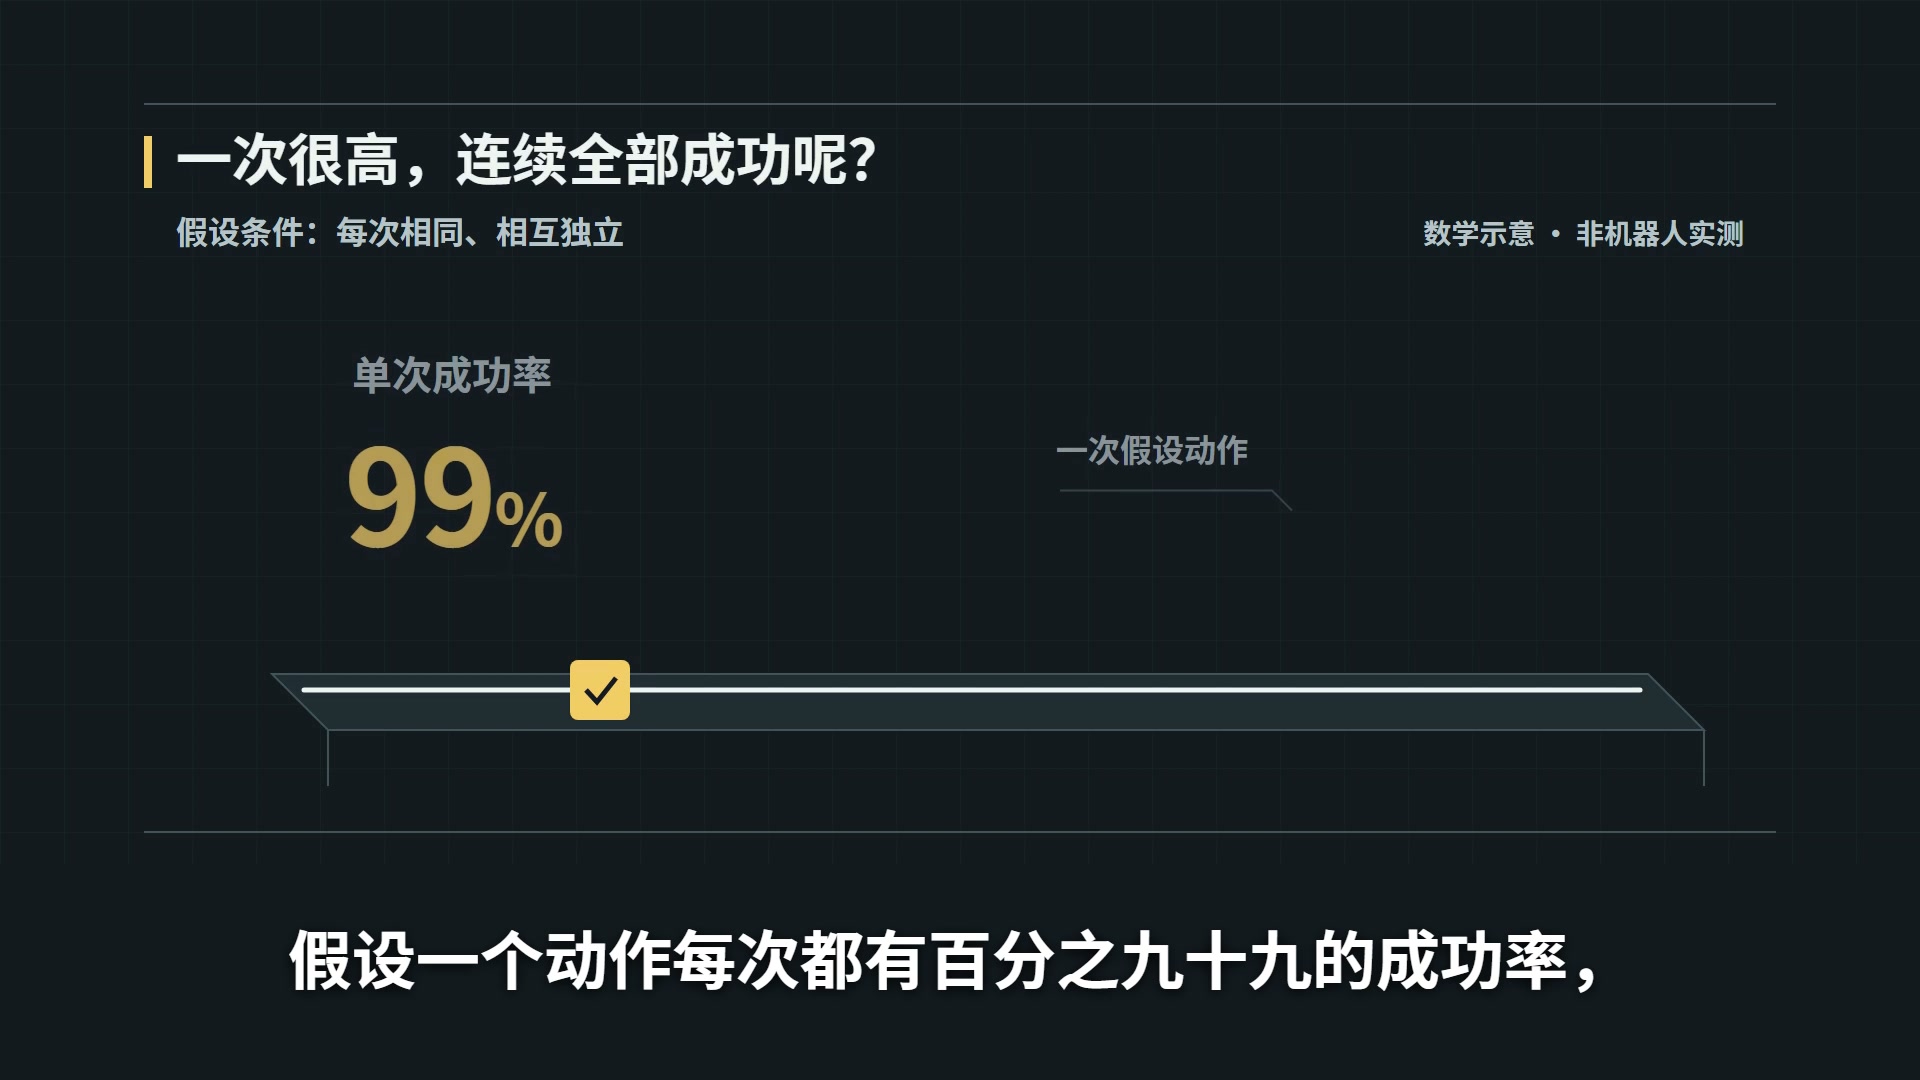 一次很高，连续全部成功呢？
假设条件：每次相同、相互独立
数学示意 · 非机器人实测
单次成功率
99%
一次假设动作
假设一个动作每次都有百分之九十九的成功率，